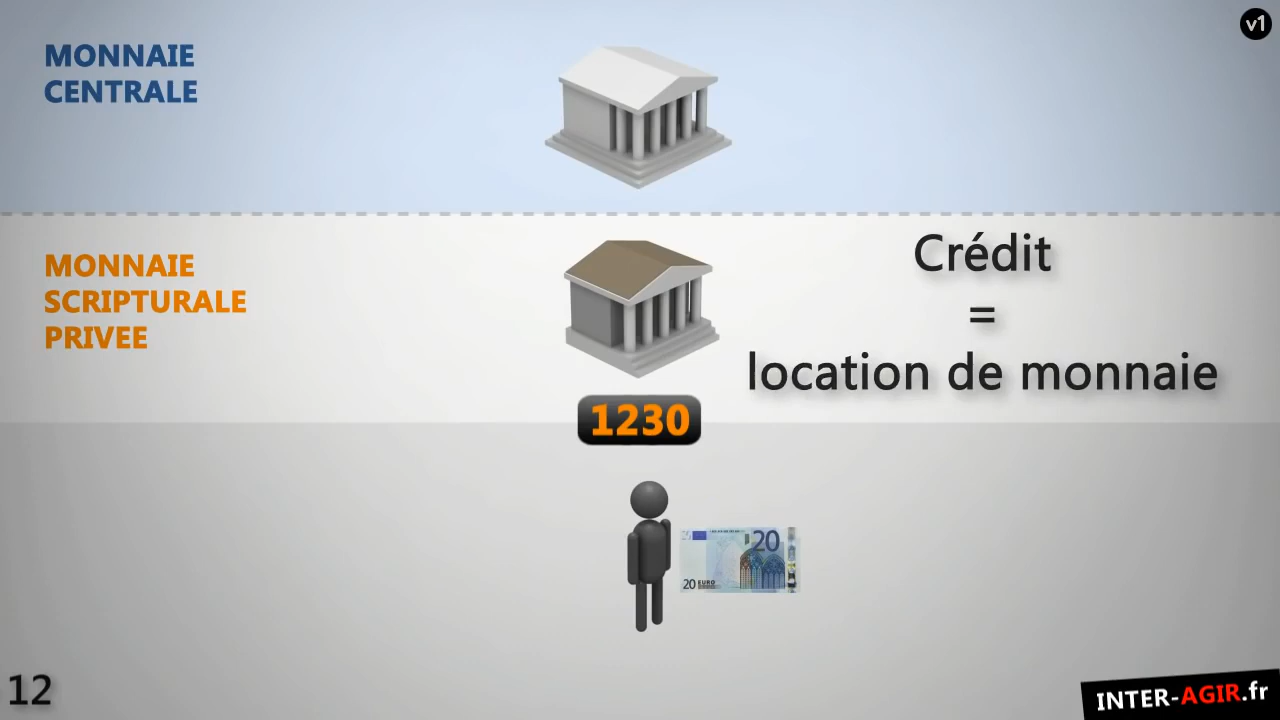 v1
MONNAIE
CENTRALE
MONNAIE
SCRIPTURALE
PRIVEE
Crédit
=
location de monnaie
1230
20
20 EURO
12
INTER-AGIR.fr